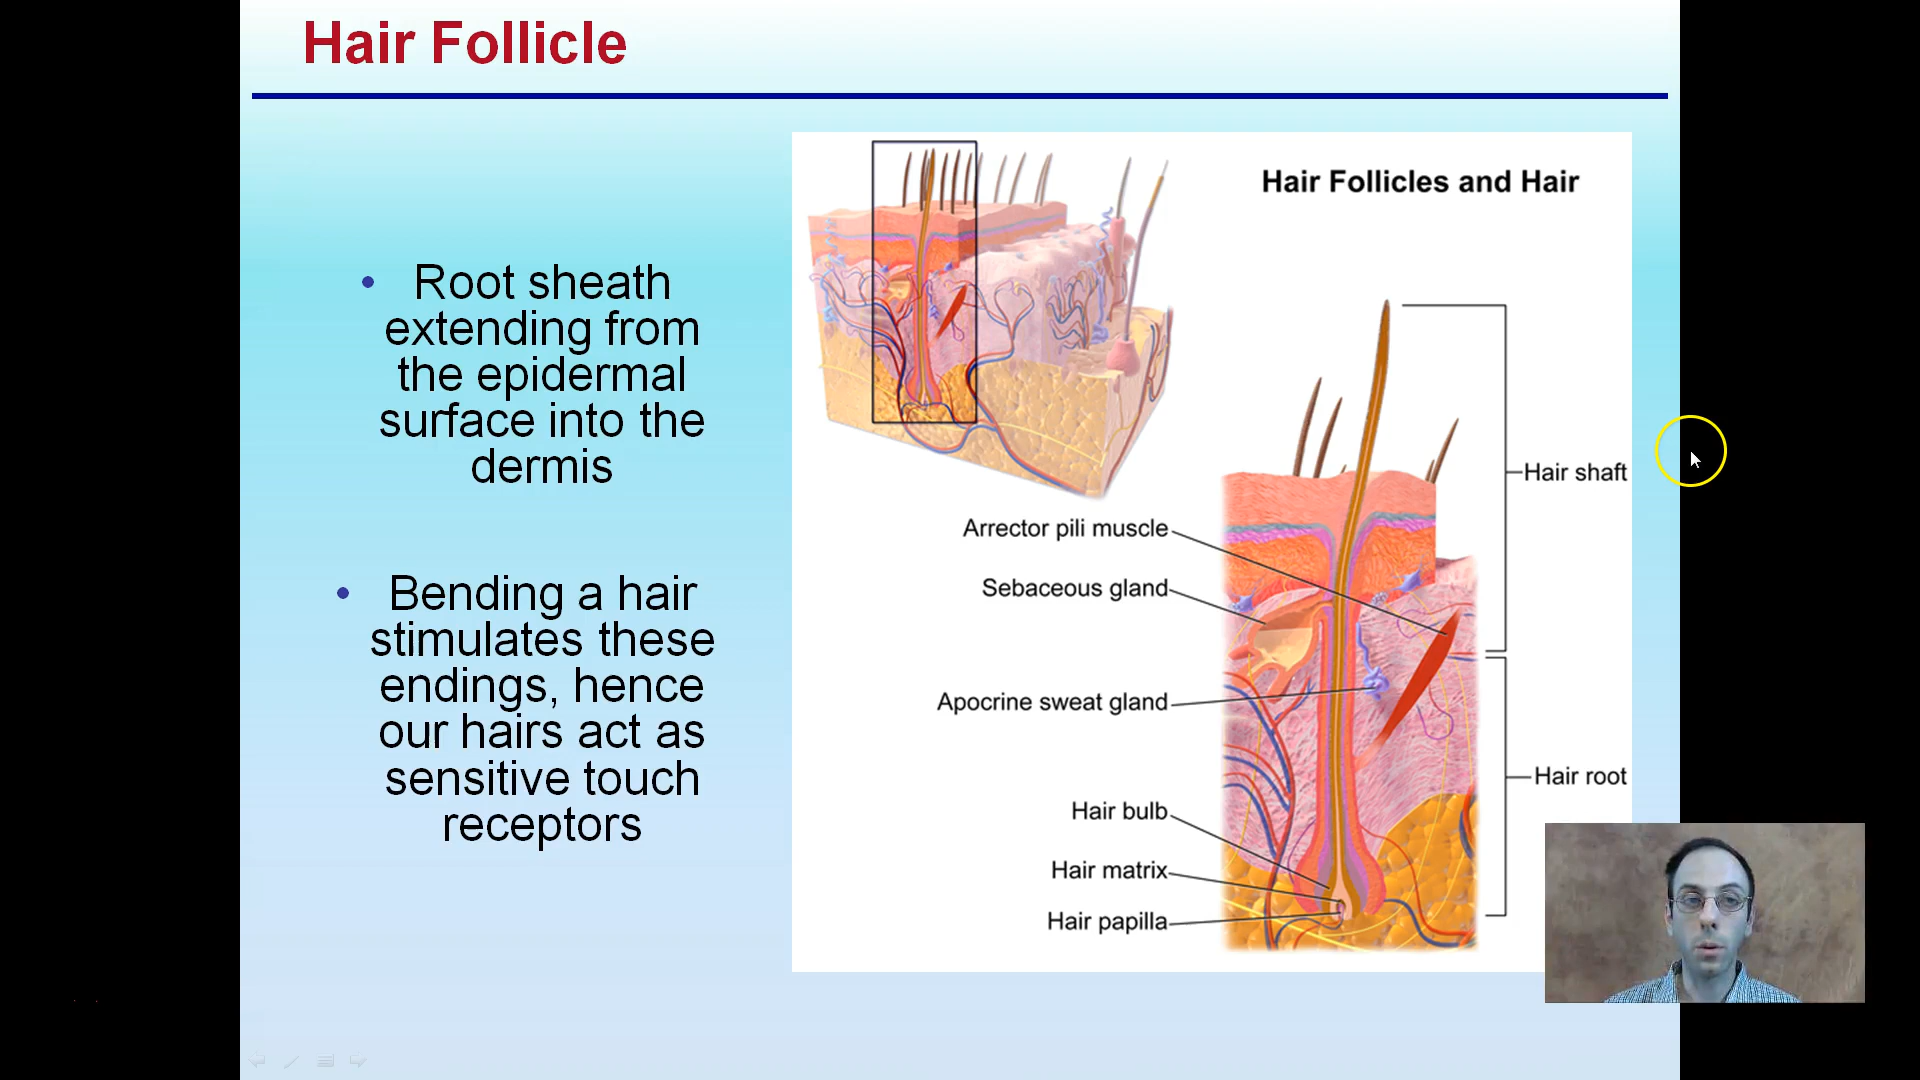 Hair Follicle
• Root sheath
extending from
the epidermal
surface into the
dermis
• Bending a hair
stimulates these
endings, hence
our hairs act as
sensitive touch
receptors
Hair Follicles and Hair
Hair shaft
Arrector pili muscle
Sebaceous gland
Apocrine sweat gland
Hair root
Hair bulb
Hair matrix
Hair papilla